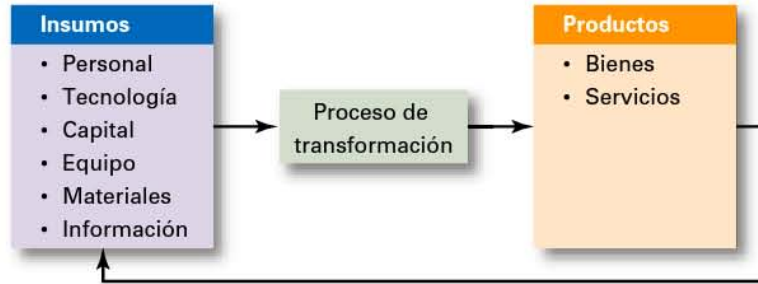 Insumos
• Personal
• Tecnología
• Capital
• Equipo
• Materiales
• Información
Proceso de
transformación
Productos
• Bienes
• Servicios